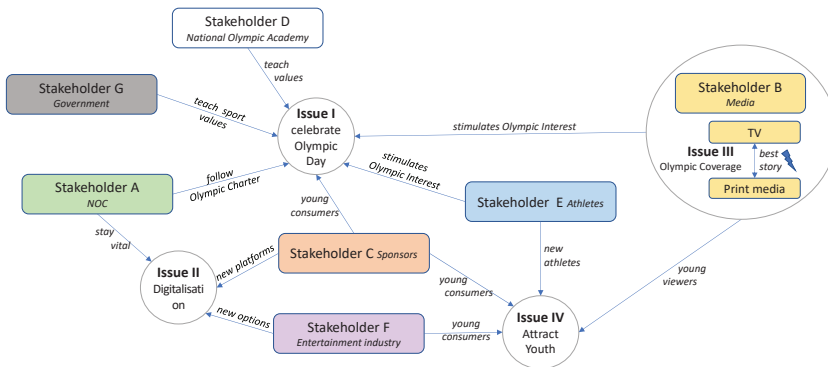 Stakeholder D
National Olympic Academy
teach
values
Stakeholder G
Government
teach sport
values
Issue I
celebrate
Olympic
Day
stimulates Olympic Interest
Stakeholder B
Media
TV
Issue III
Olympic Coverage
best
story
Print media
Stakeholder A
NOC
follow
Olympic Charter
stimulates
Olympic Interest
Stakeholder E Athletes
young
consumers
stay
vital
new platforms
Stakeholder C Sponsors
new
athletes
young
viewers
Issue II
Digitalisati
on
new options
young
consumers
Stakeholder F
Entertainment industry
young
consumers
Issue IV
Attract
Youth